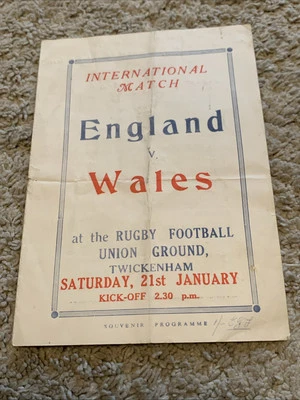 INTERNATIONAL
MATCH
England
v.
Wales
at the RUGBY FOOTBALL
UNION GROUND,
TWICKENHAM
SATURDAY, 21st JANUARY
KICK-OFF 2.30 p.m.
SOUVENIR PROGRAMME